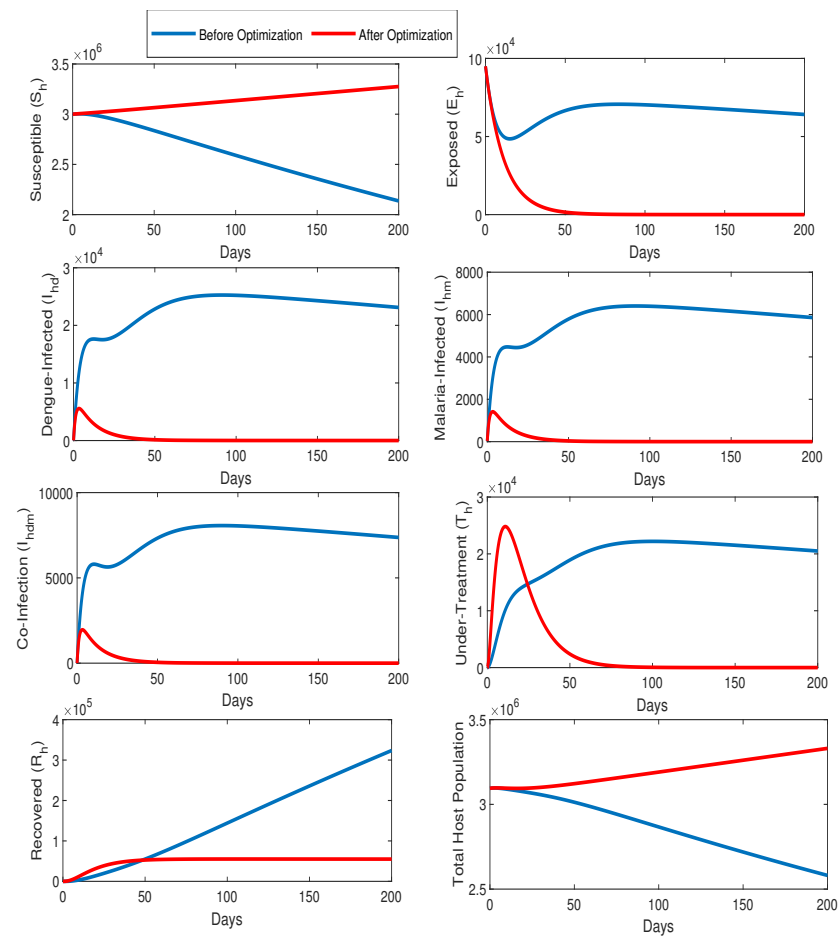 Before Optimization After Optimization
×10^6
Susceptible (S_h)
3.5
3
2.5
2
0 50 100 150 200
Days
×10^4
Exposed (E_h)
10
5
0
0 50 100 150 200
Days
×10^4
Dengue-Infected (I_hd)
3
2
1
0
0 50 100 150 200
Days
Malaria-Infected (I_hm)
8000
6000
4000
2000
0
0 50 100 150 200
Days
Co-Infection (I_hdm)
10000
5000
0
0 50 100 150 200
Days
×10^4
Under-Treatment (T_h)
3
2
1
0
0 50 100 150 200
Days
×10^5
Recovered (R_h)
4
3
2
1
0
0 50 100 150 200
Days
×10^6
Total Host Population
3.5
3
2.5
0 50 100 150 200
Days